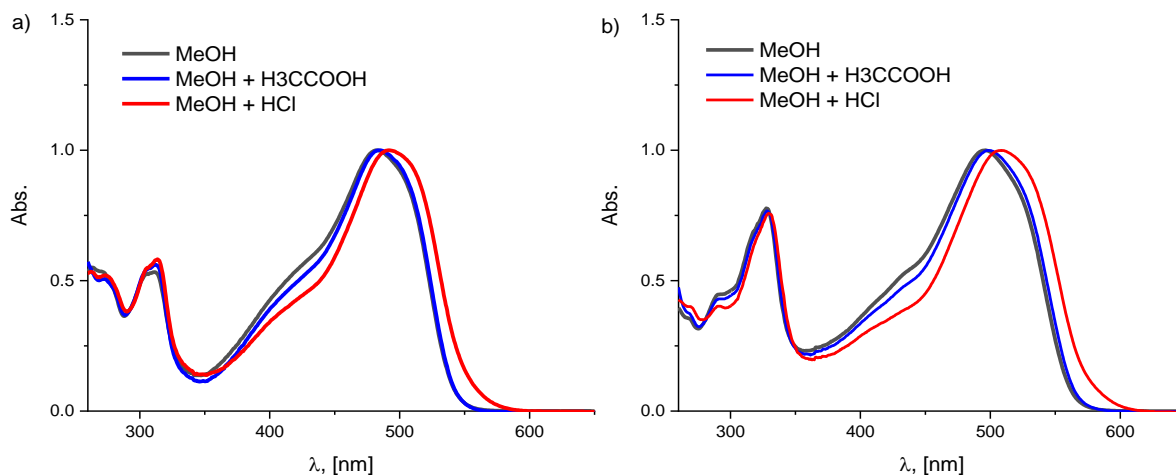 a)
1.5
1.0
0.5
0.0
Abs.
MeOH
MeOH + H3CCOOH
MeOH + HCl
300
400
500
600
λ, [nm]
b)
1.5
1.0
0.5
0.0
Abs.
MeOH
MeOH + H3CCOOH
MeOH + HCl
300
400
500
600
λ, [nm]